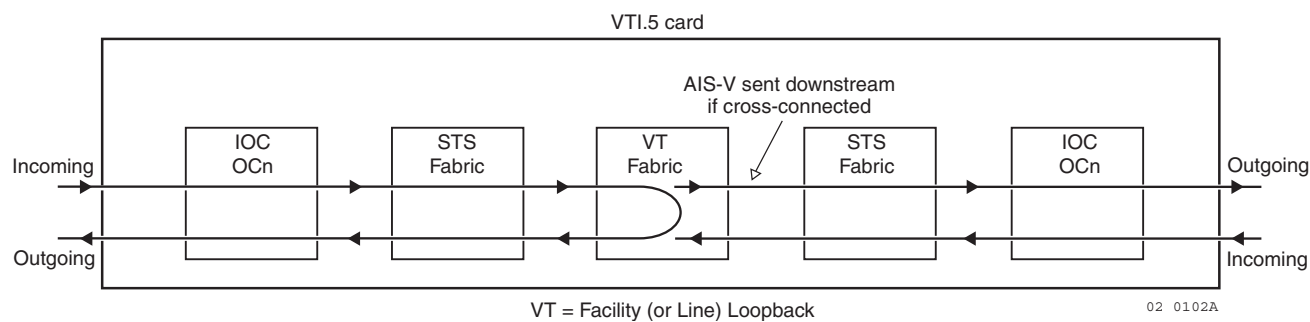 VTI.5 card
AIS-V sent downstream
if cross-connected
IOC
OCn
STS
Fabric
VT
Fabric
STS
Fabric
IOC
OCn
Incoming
Outgoing
Outgoing
Incoming
VT = Facility (or Line) Loopback
02 0102A